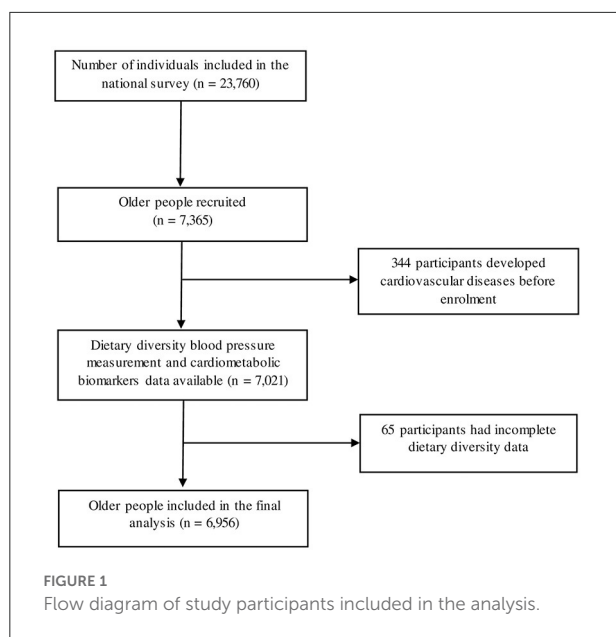 Number of individuals included in the
national survey (n = 23,760)
Older people recruited
(n = 7,365)
344 participants developed
cardiovascular diseases before
enrolment
Dietary diversity blood pressure
measurement and cardiometabolic
biomarkers data available (n = 7,021)
65 participants had incomplete
dietary diversity data
Older people included in the final
analysis (n = 6,956)
FIGURE 1
Flow diagram of study participants included in the analysis.